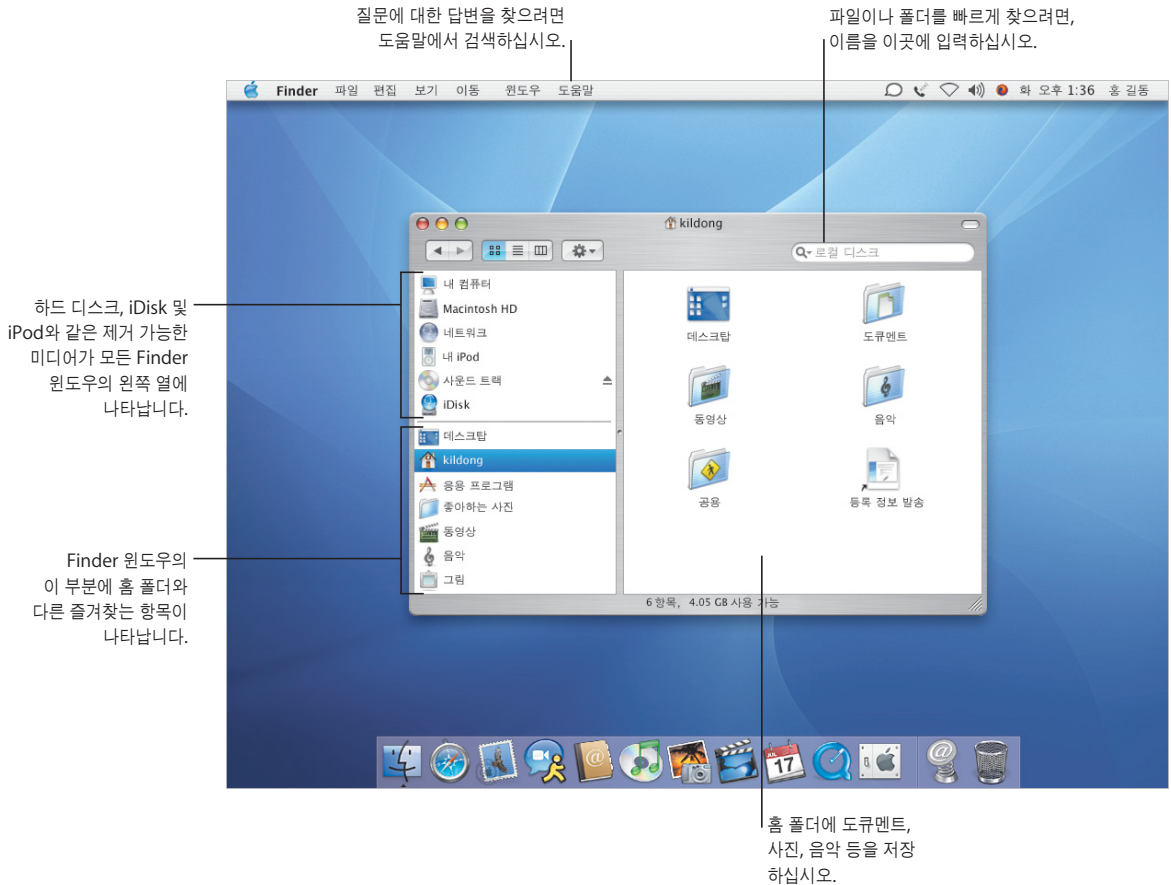 질문에 대한 답변을 찾으려면
도움말에서 검색하십시오.
파일이나 폴더를 빠르게 찾으려면,
이름을 이곳에 입력하십시오.
Finder 파일 편집 보기 이동 윈도우 도움말
화 오후 1:36 홍 길동
kildong
로컬 디스크
하드 디스크, iDisk 및
iPod와 같은 제거 가능한
미디어가 모든 Finder
윈도우의 왼쪽 열에
나타납니다.
내 컴퓨터
Macintosh HD
네트워크
내 iPod
사운드 트랙
iDisk
데스크탑
kildong
응용 프로그램
좋아하는 사진
동영상
음악
그림
데스크탑
도큐멘트
동영상
음악
공용
등록 정보 발송
6 항목, 4.05 GB 사용 가능
Finder 윈도우의
이 부분에 홈 폴더와
다른 즐겨찾는 항목이
나타납니다.
JUL
17
홈 폴더에 도큐멘트,
사진, 음악 등을 저장
하십시오.